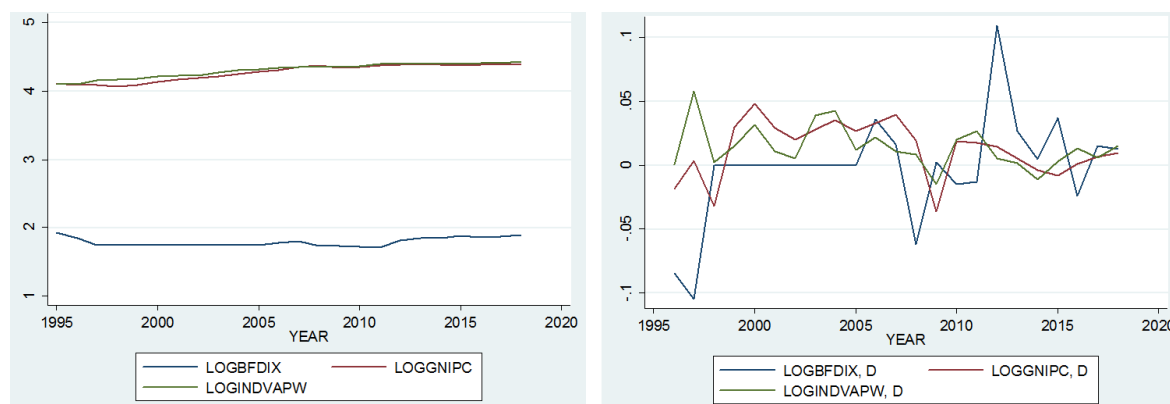 5
4
3
2
1
1995 2000 2005 2010 2015 2020
YEAR
LOGBFDIX LOGGNIPC
LOGINDVAPW
.1
.05
0
-.05
-.1
1995 2000 2005 2010 2015 2020
YEAR
LOGBFDIX, D LOGGNIPC, D
LOGINDVAPW, D